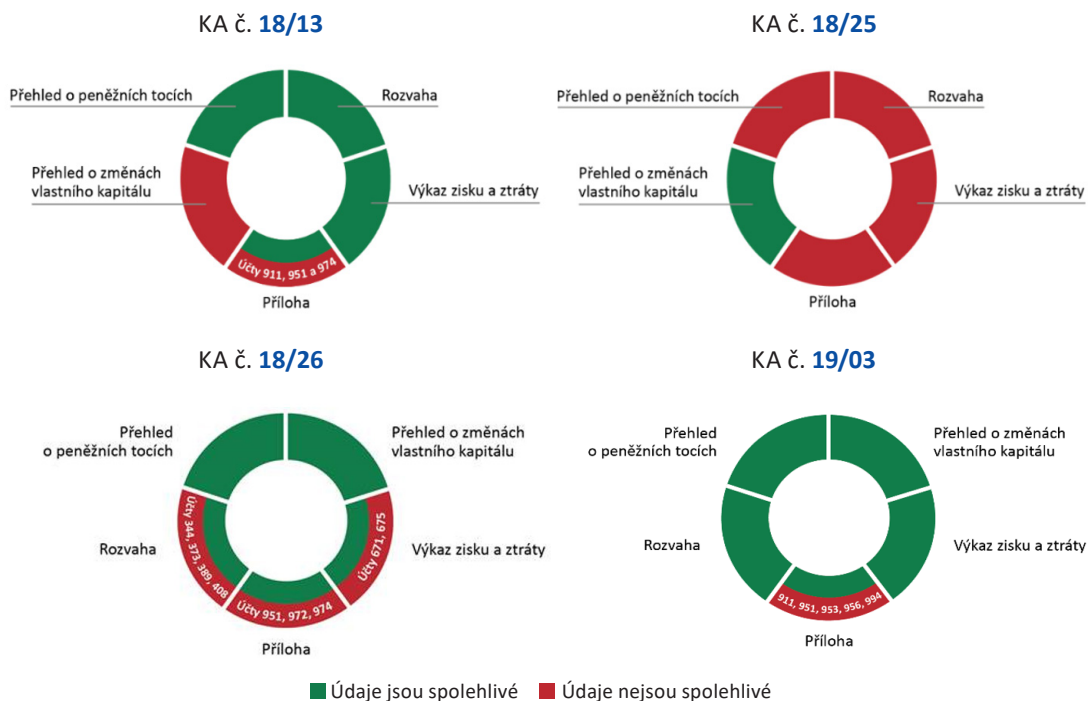 KA č. 18/13
Přehled o peněžních tocích
Rozvaha
Přehled o změnách
vlastního kapitálu
Výkaz zisku a ztráty
Účty 911, 951 a 974
Příloha
KA č. 18/25
Přehled o peněžních tocích
Rozvaha
Přehled o změnách
vlastního kapitálu
Výkaz zisku a ztráty
Příloha
KA č. 18/26
Přehled
o peněžních tocích
Přehled o změnách
vlastního kapitálu
Rozvaha
Účty 344, 373, 389, 408
Účty 671, 675
Výkaz zisku a ztráty
Účty 951, 972, 974
Příloha
KA č. 19/03
Přehled
o peněžních tocích
Přehled o změnách
vlastního kapitálu
Rozvaha
Výkaz zisku a ztráty
911, 951, 953, 956, 994
Příloha
Údaje jsou spolehlivé
Údaje nejsou spolehlivé